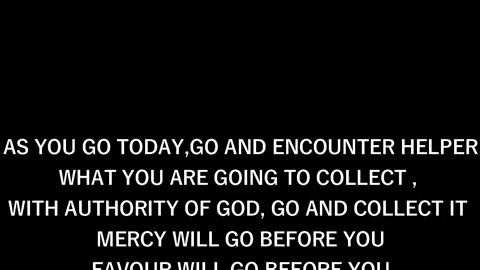 AS YOU GO TODAY,GO AND ENCOUNTER HELPER
WHAT YOU ARE GOING TO COLLECT ,
WITH AUTHORITY OF GOD, GO AND COLLECT IT
MERCY WILL GO BEFORE YOU
FAVOUR WILL GO BEFORE YOU